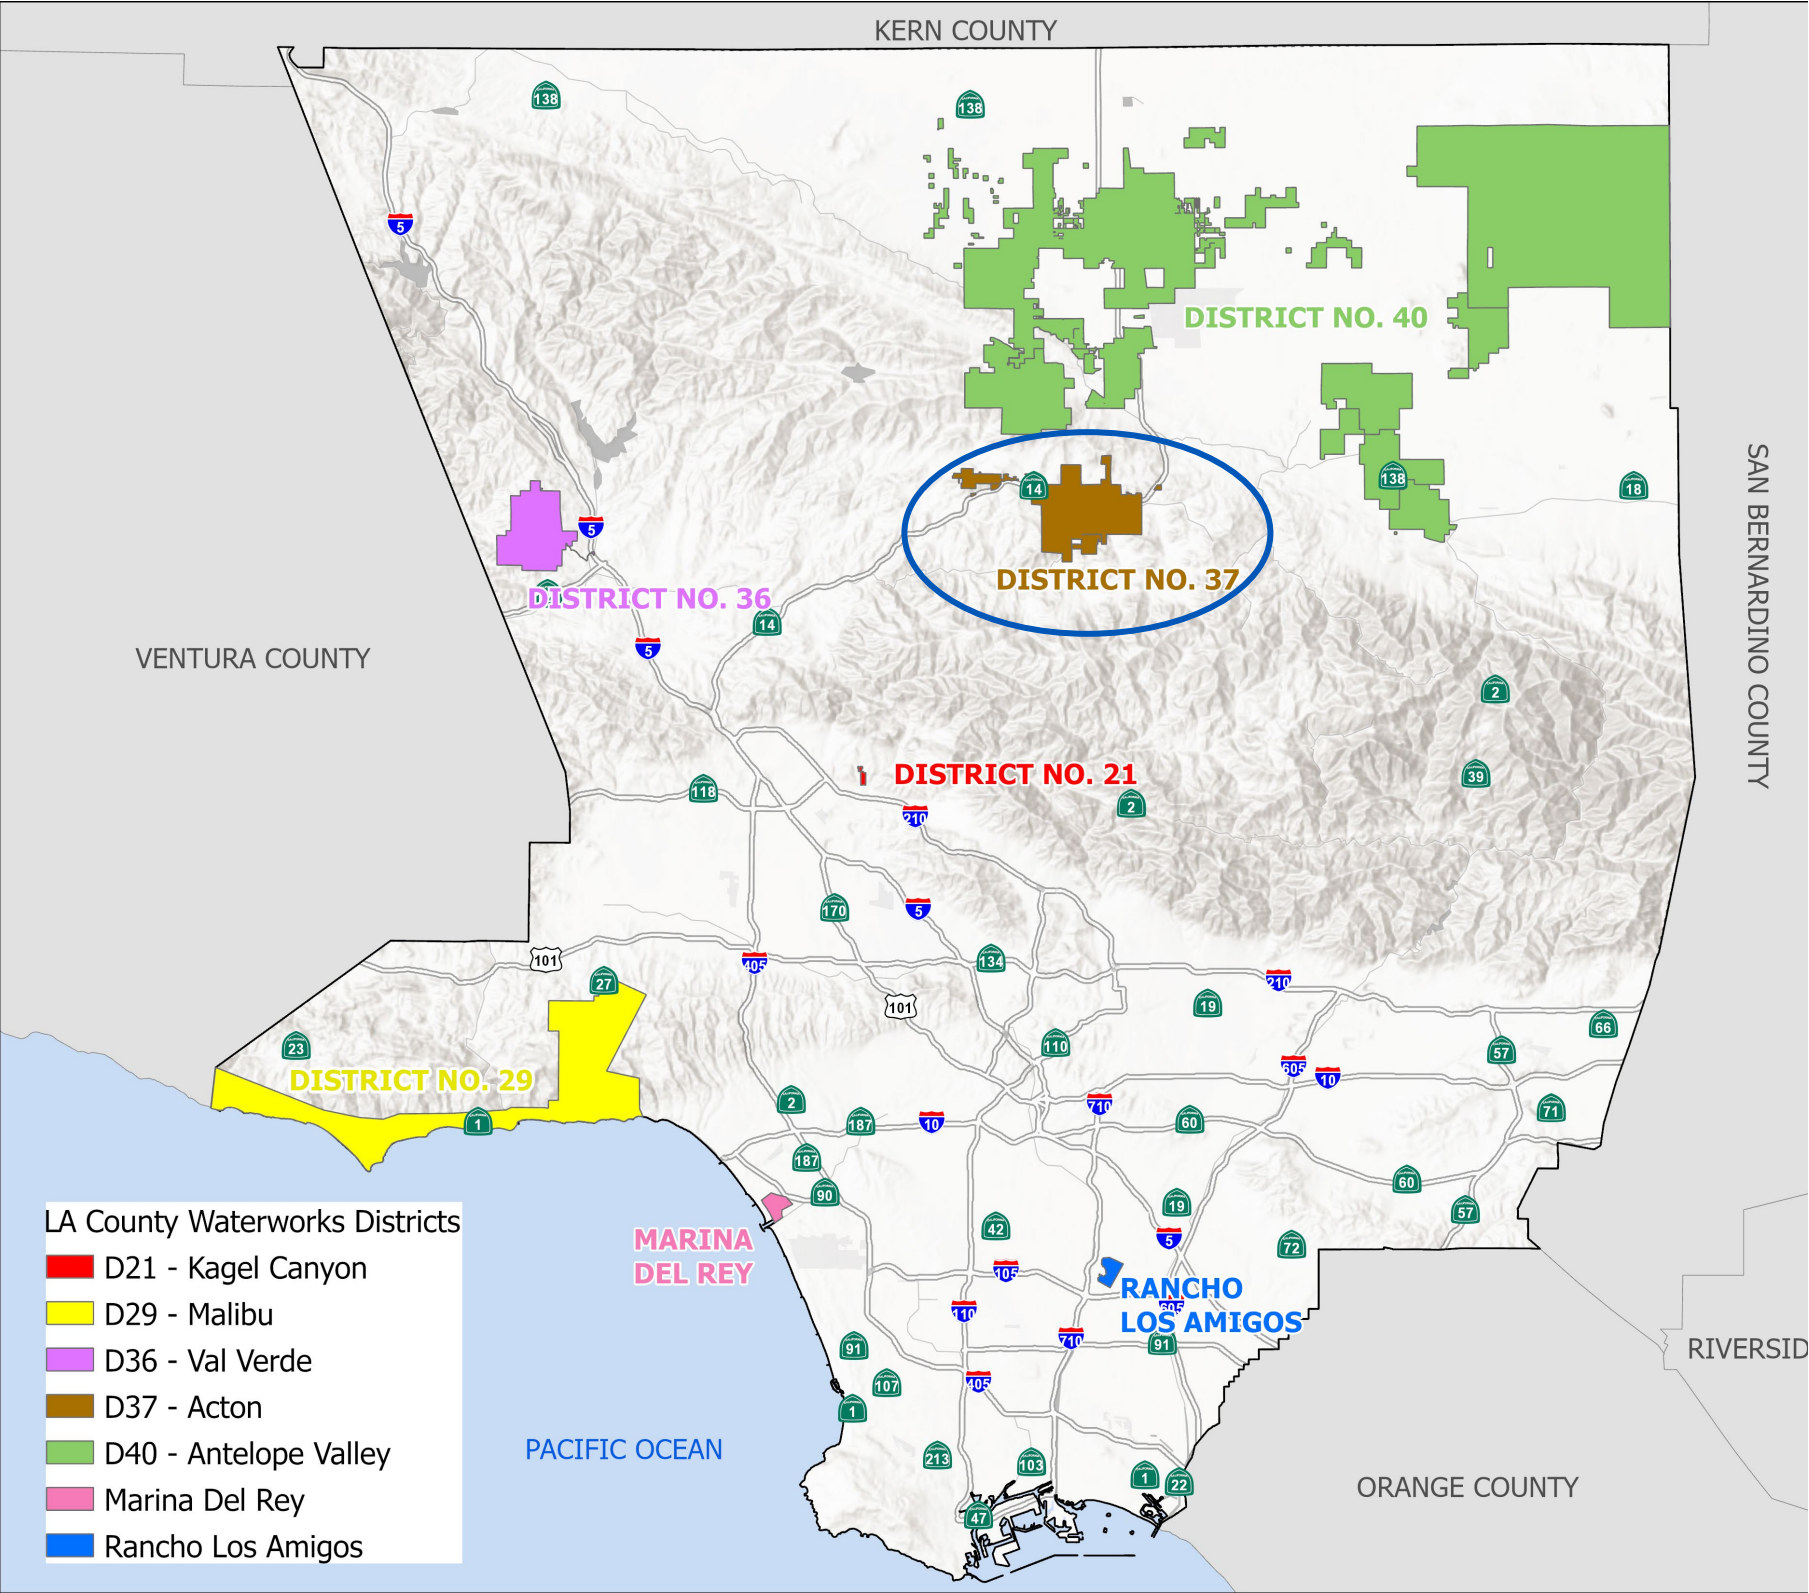 KERN COUNTY
138
138
5
DISTRICT NO. 40
14
138
18
5
DISTRICT NO. 37
DISTRICT NO. 36
14
5
VENTURA COUNTY
SAN BERNARDINO COUNTY
2
DISTRICT NO. 21
39
118
2
210
170
5
101
405
134
27
210
101
19
66
23
110
57
605
10
DISTRICT NO. 29
2
710
71
1
187
10
60
187
60
90
19
57
42
5
72
MARINA
DEL REY
105
RANCHO
LOS AMIGOS
605
110
710
91
91
RIVERSID
107
405
1
PACIFIC OCEAN
213
103
1
22
ORANGE COUNTY
47
LA County Waterworks Districts
D21 - Kagel Canyon
D29 - Malibu
D36 - Val Verde
D37 - Acton
D40 - Antelope Valley
Marina Del Rey
Rancho Los Amigos